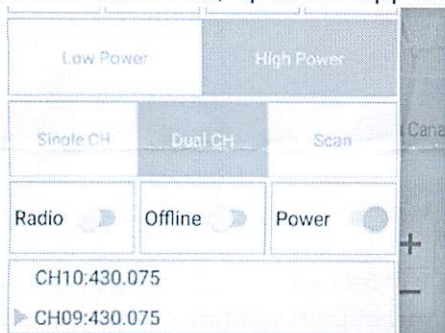 Low Power High Power
Single CH Dual CH Scan
Radio Offline Power
+
CH10:430.075
−
CH09:430.075